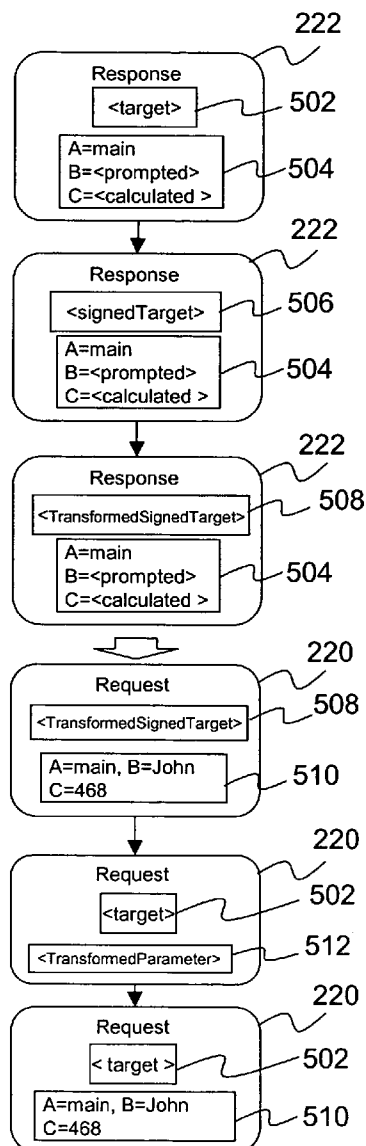 222
Response
<target>
502
A=main
B=<prompted>
C=<calculated >
504
222
Response
<signedTarget>
506
A=main
B=<prompted>
C=<calculated >
504
222
Response
<TransformedSignedTarget>
508
A=main
B=<prompted>
C=<calculated >
504
220
Request
<TransformedSignedTarget>
508
A=main, B=John
C=468
510
220
Request
<target>
502
<TransformedParameter>
512
220
Request
< target >
502
A=main, B=John
C=468
510